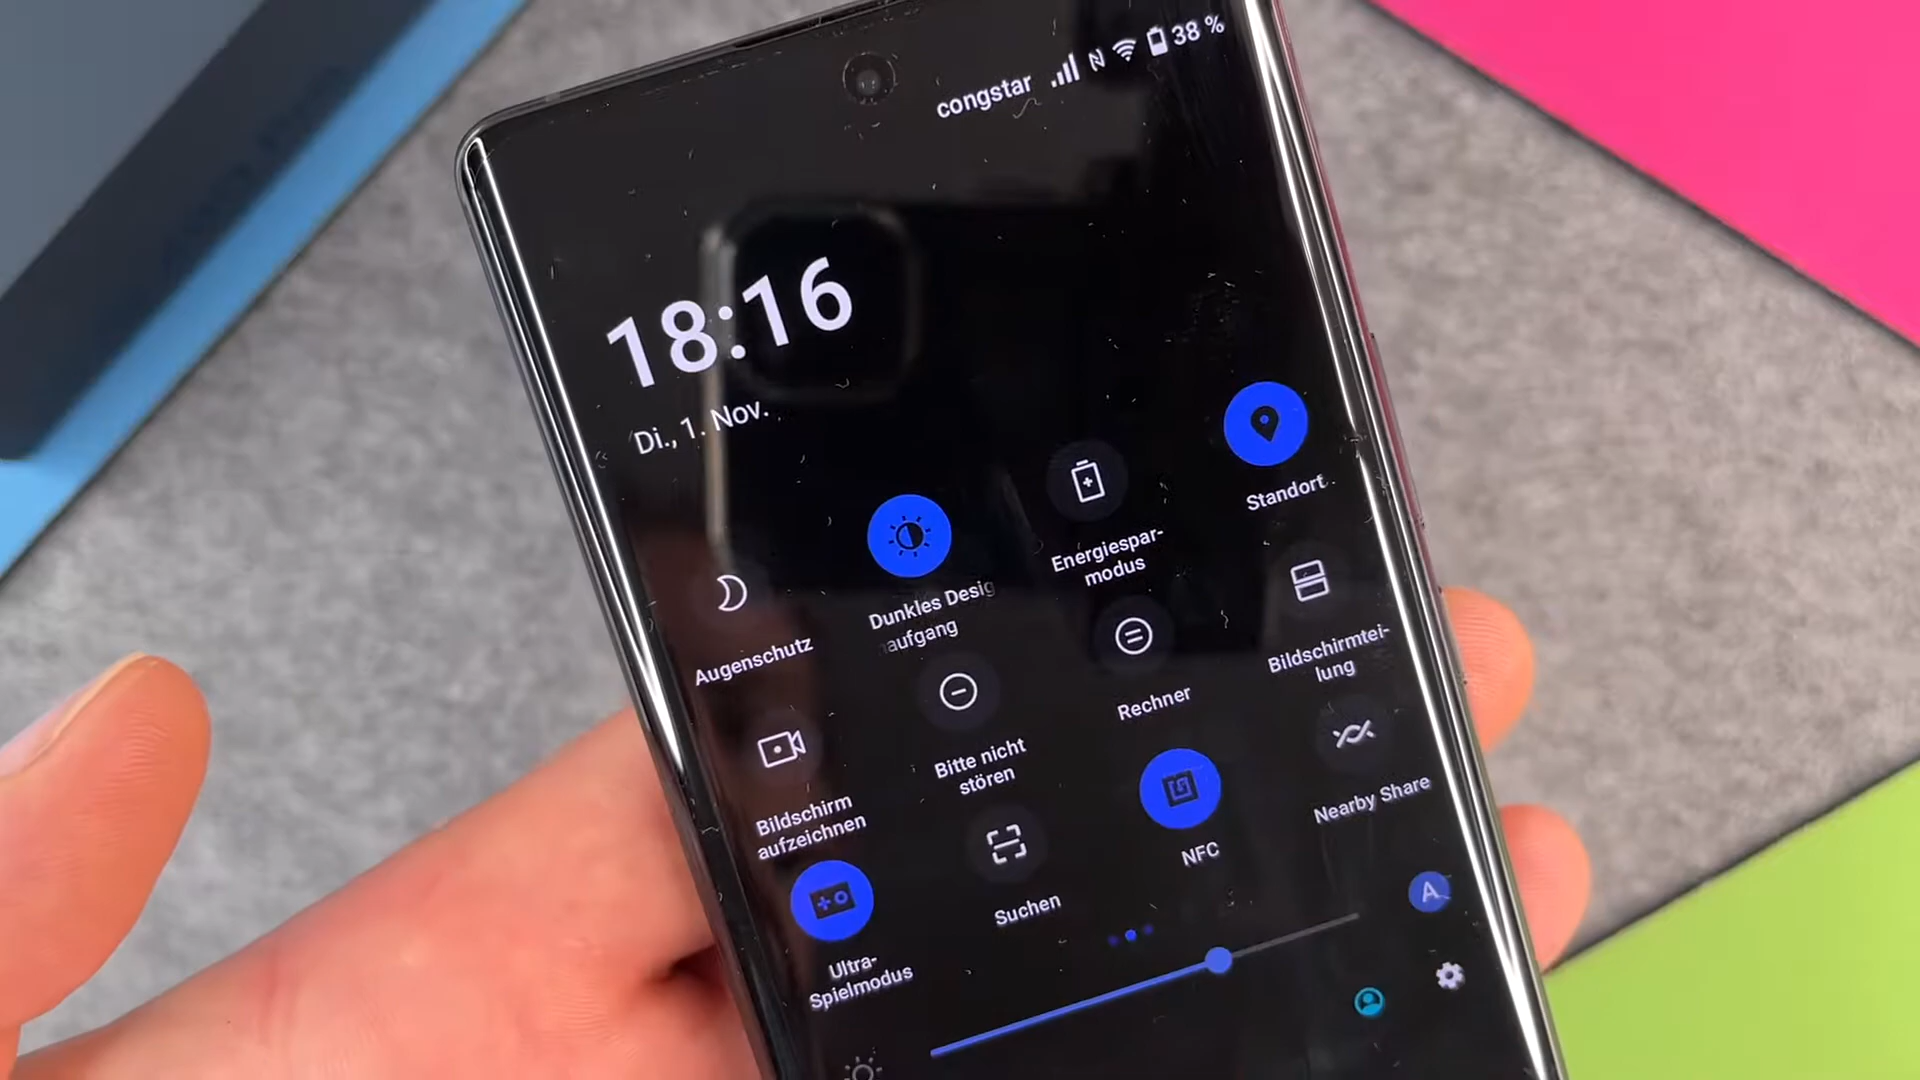 congstar 38 %
18:16
Di., 1. Nov.
Augenschutz
Dunkles Desig
naufgang
Energiespar-
modus
Standort
Bildschirm
aufzeichnen
Bitte nicht
stören
Rechner
Bildschirmtei-
lung
Ultra-
Spielmodus
Suchen
NFC
Nearby Share
A